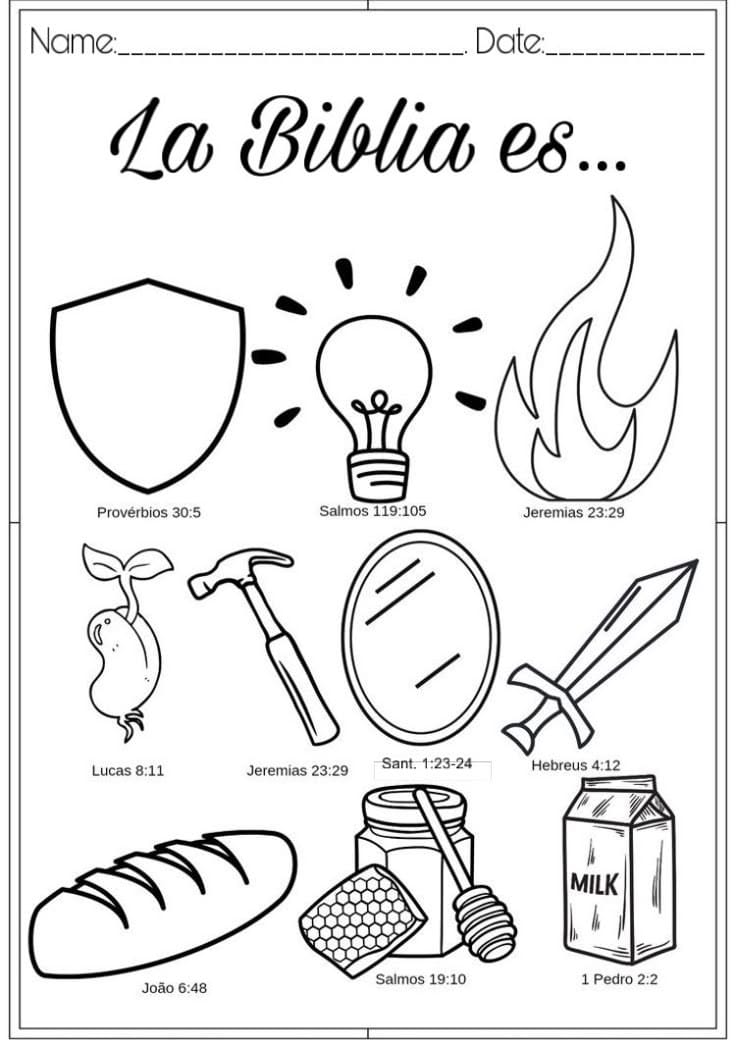 Name:__________________________. Date:____________
La Biblia es...
Provérbios 30:5
Salmos 119:105
Jeremias 23:29
Lucas 8:11
Jeremias 23:29
Sant. 1:23-24
Hebreus 4:12
MILK
João 6:48
Salmos 19:10
1 Pedro 2:2